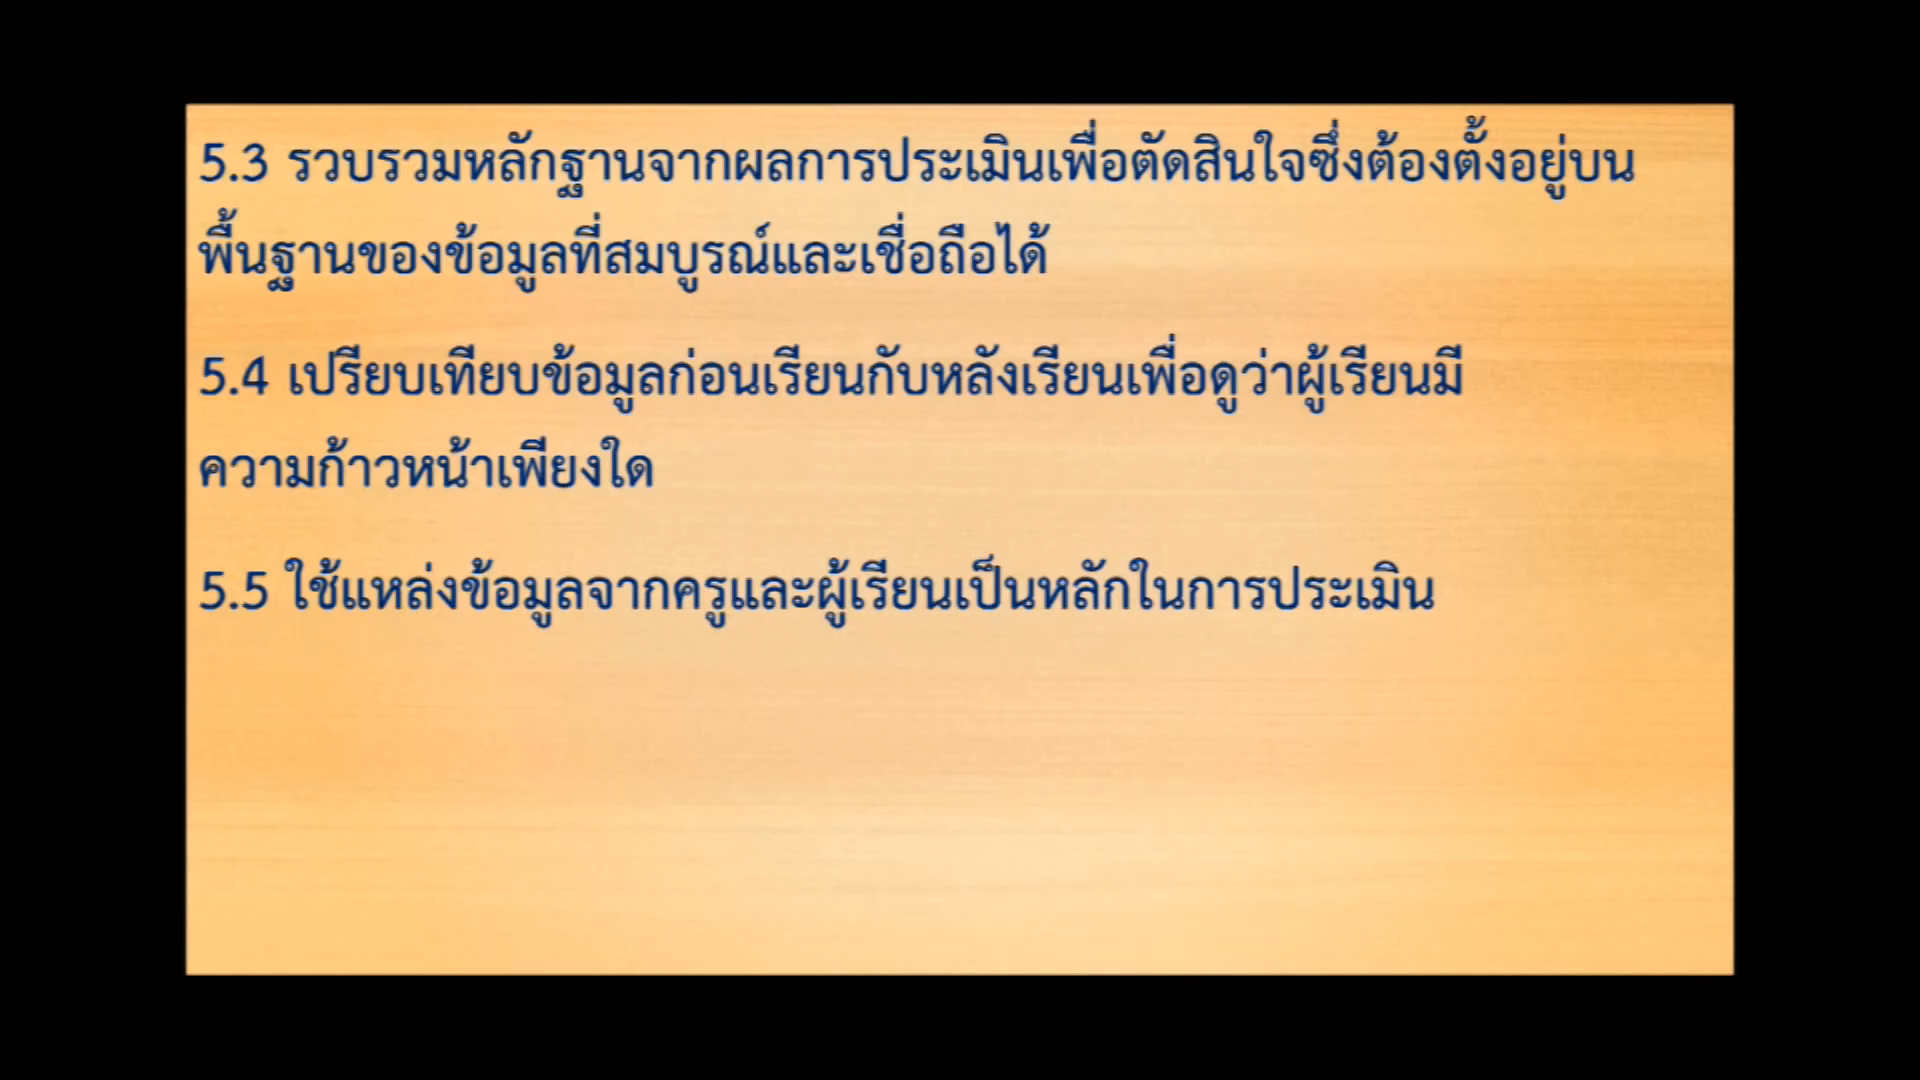 5.3 รวบรวมหลักฐานจากผลการประเมินเพื่อตัดสินใจซึ่งต้องตั้งอยู่บน
พื้นฐานของข้อมูลที่สมบูรณ์และเชื่อถือได้
5.4 เปรียบเทียบข้อมูลก่อนเรียนกับหลังเรียนเพื่อดูว่าผู้เรียนมี
ความก้าวหน้าเพียงใด
5.5 ใช้แหล่งข้อมูลจากครูและผู้เรียนเป็นหลักในการประเมิน